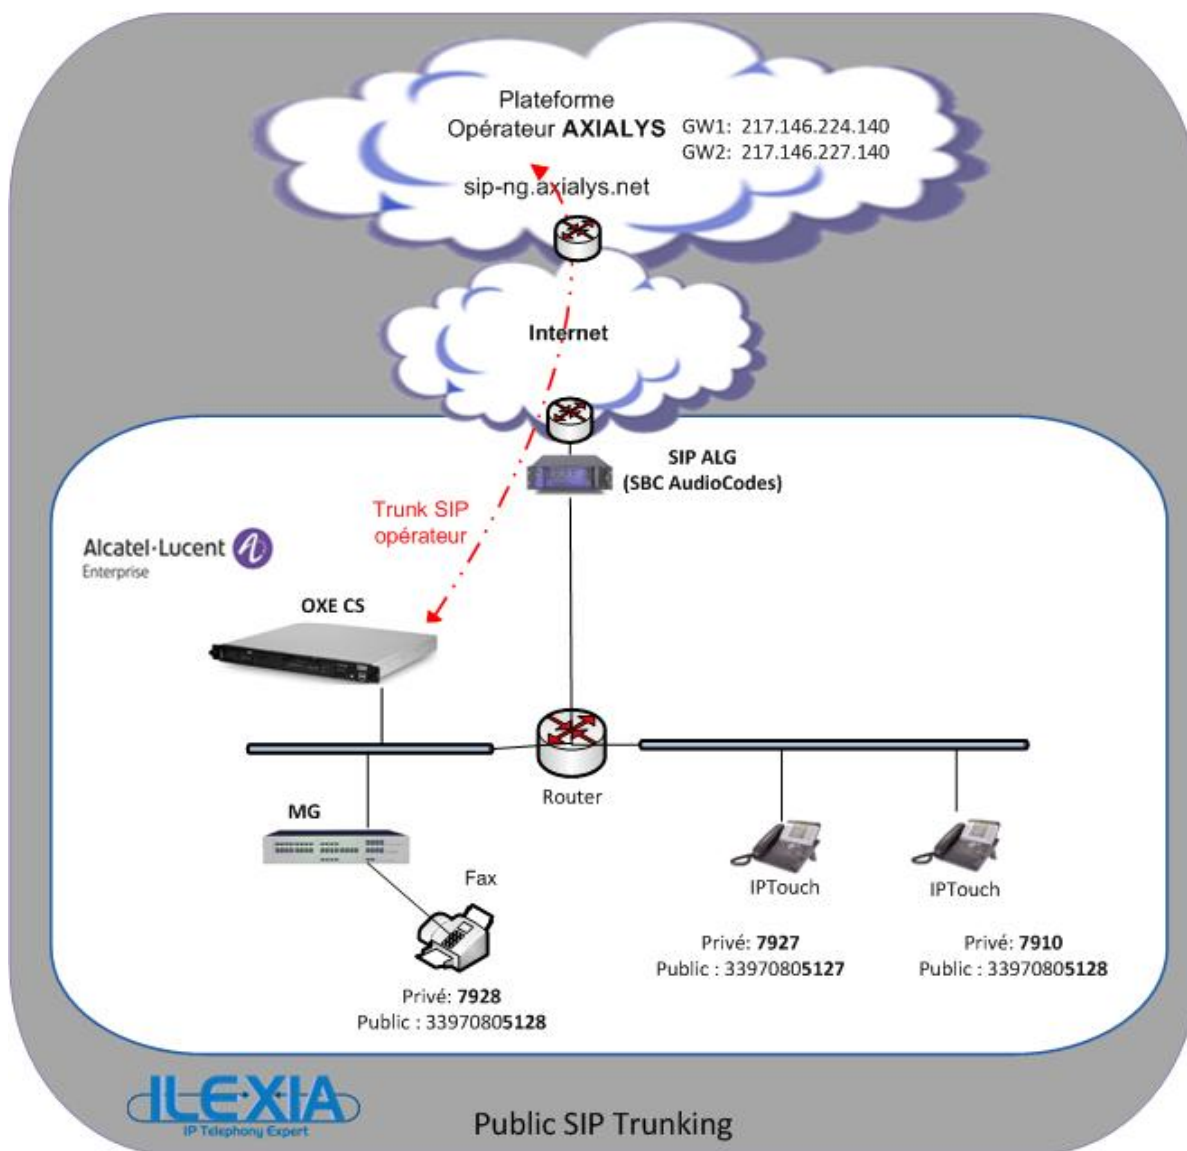 Plateforme
Opérateur AXIALYS
GW1: 217.146.224.140
GW2: 217.146.227.140
sip-ng.axialys.net
Internet
SIP ALG
(SBC AudioCodes)
Trunk SIP
opérateur
Alcatel·Lucent
Enterprise
OXE CS
Router
MG
Fax
IPTouch
IPTouch
Privé: 7927
Public : 33970805127
Privé: 7910
Public : 33970805128
Privé: 7928
Public : 33970805128
ILEXIA
IP Telephony Expert
Public SIP Trunking